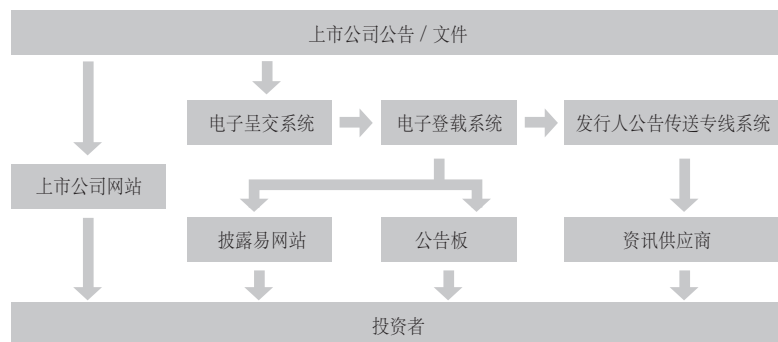 上市公司公告 / 文件
电子呈交系统
电子登载系统
发行人公告传送专线系统
上市公司网站
披露易网站
公告板
资讯供应商
投资者